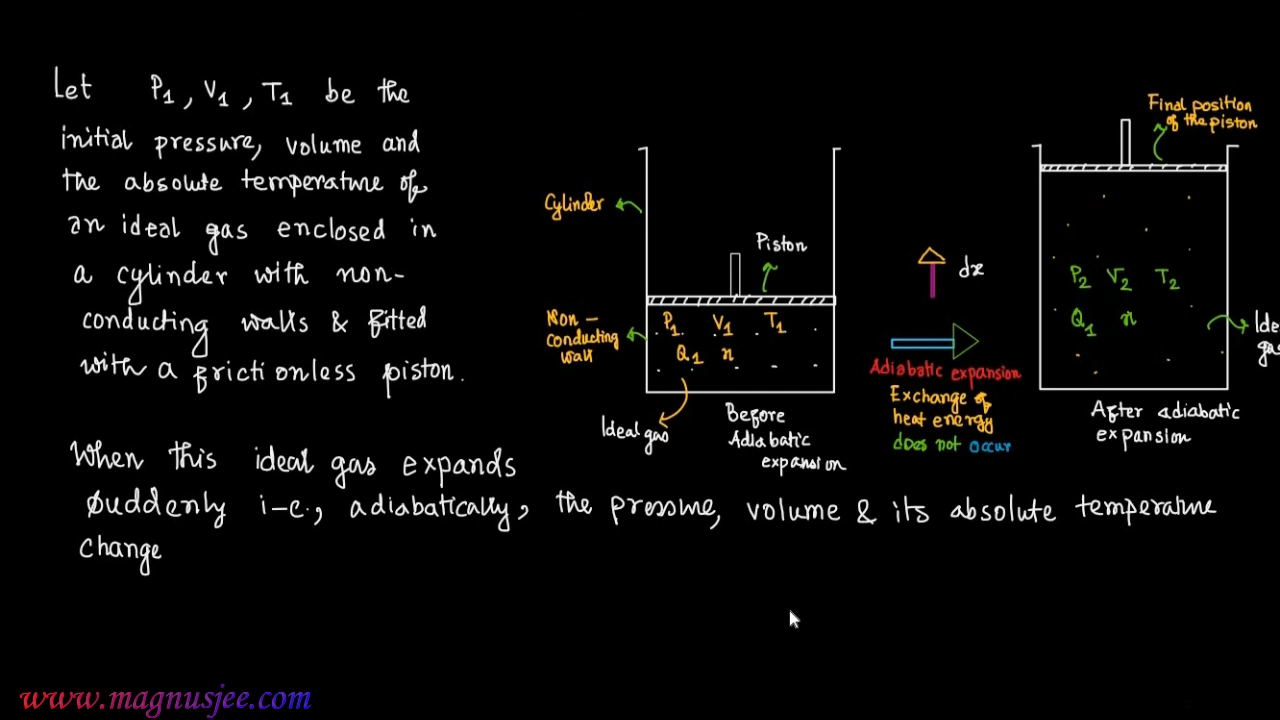 Let P1, V1, T1 be the
initial pressure, volume and
the absolute temperature of
an ideal gas enclosed in
a cylinder with non-
conducting walls & fitted
with a frictionless piston.
When this ideal gas expands
suddenly i-e., adiabatically, the pressure, volume & its absolute temperature
change
Cylinder
Piston
Non-
conducting
wall
P1 V1 T1
Q1 n
Ideal gas
Before
Adiabatic
expansion
dx
Adiabatic expansion
Exchange of
heat energy
does not occur
Final position
of the piston
P2 V2 T2
Q1 n
Ide
gas
After adiabatic
expansion
www.magnusjee.com